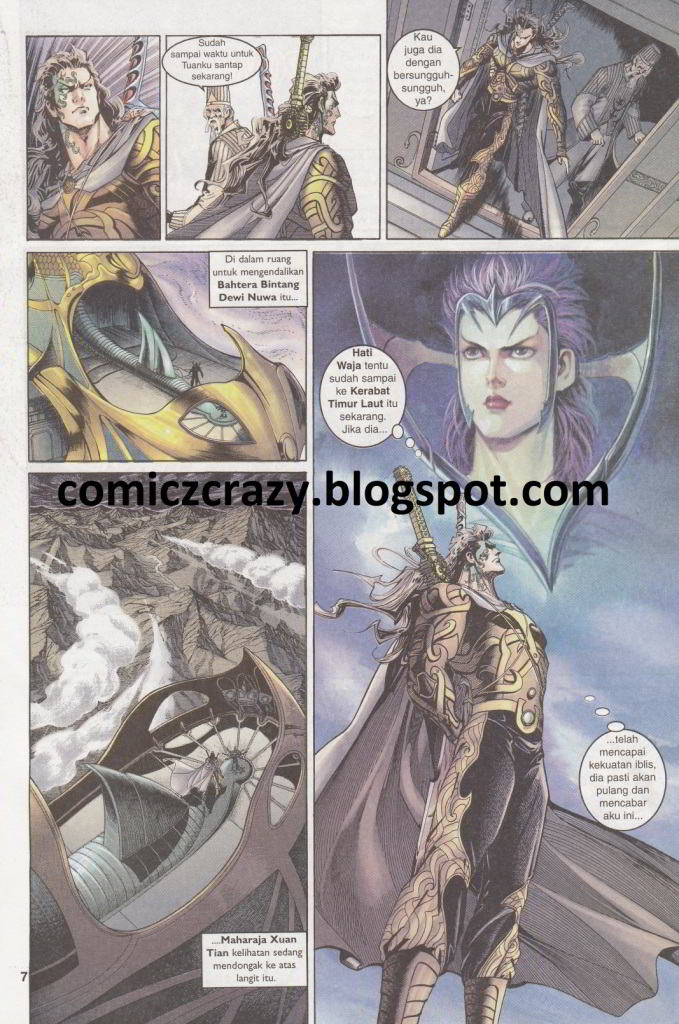 Sudah
sampai waktu untuk
Tuanku santap
sekarang!
Kau
juga dia
dengan
bersungguh-
sungguh,
ya?
Di dalam ruang
untuk mengendalikan
Bahtera Bintang
Dewi Nuwa itu...
Hati
Waja tentu
sudah sampai
ke Kerabat
Timur Laut itu
sekarang.
Jika dia...
comiczcrazy.blogspot.com
...telah
mencapai
kekuatan iblis,
dia pasti akan
pulang dan
mencabar
aku ini...
....Maharaja Xuan
Tian kelihatan sedang
mendongak ke atas
langit itu.
7